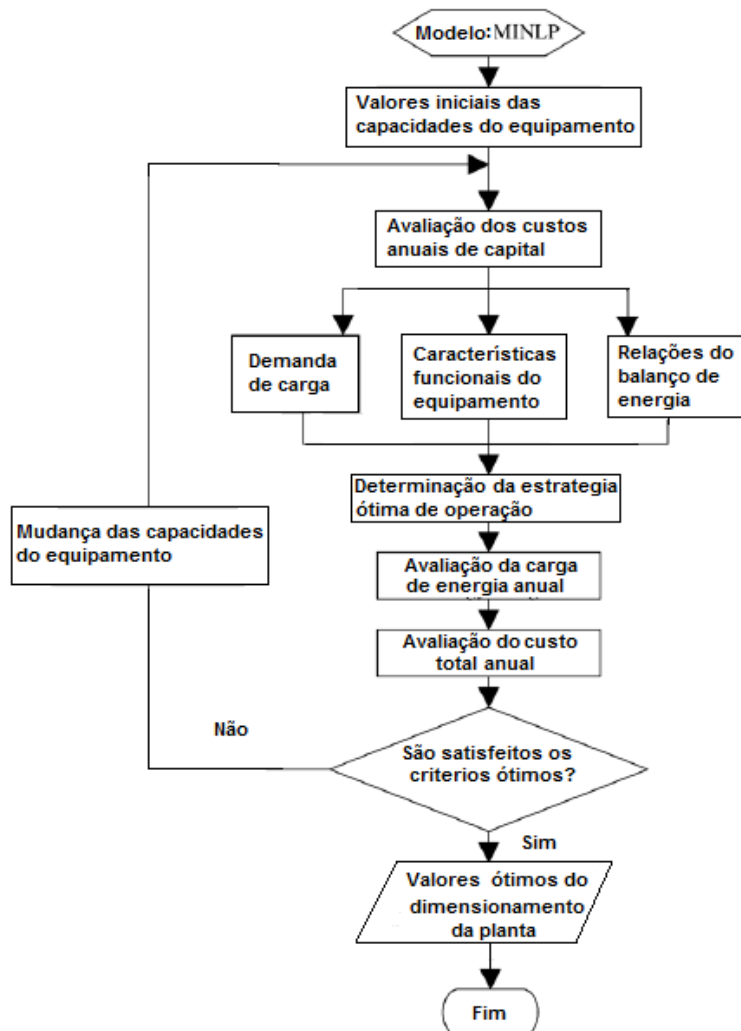 Modelo:MINLP
Valores iniciais das
capacidades do equipamento
Avaliação dos custos
anuais de capital
Demanda
de carga
Características
funcionais do
equipamento
Relações do
balanço de
energia
Determinação da estrategia
ótima de operação
Mudança das capacidades
do equipamento
Avaliação da carga
de energia anual
Avaliação do custo
total anual
Não
São satisfeitos os
criterios ótimos?
Sim
Valores ótimos do
dimensionamento
da planta
Fim